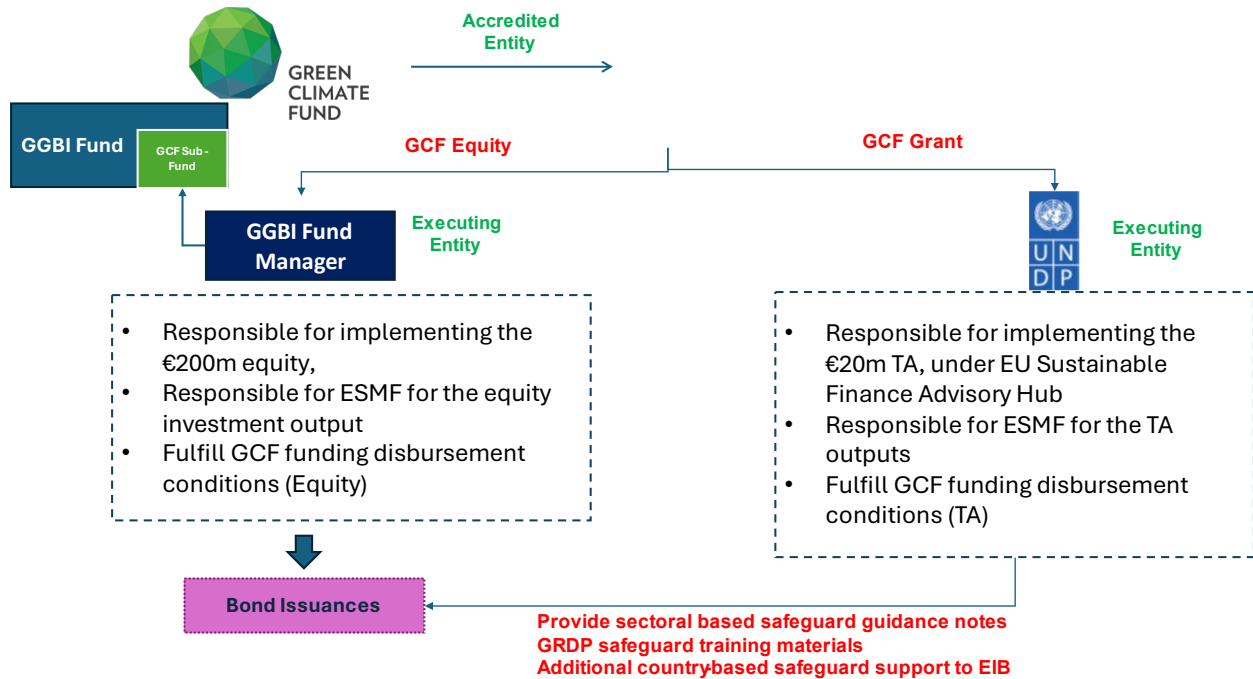 Accredited
Entity
GREEN
CLIMATE
FUND
GGBI Fund
GCF Sub-
Fund
GCF Equity
GCF Grant
GGBI Fund
Manager
Executing
Entity
UN
DP
Executing
Entity
• Responsible for implementing the
€200m equity,
• Responsible for ESMF for the equity
investment output
• Fulfill GCF funding disbursement
conditions (Equity)
• Responsible for implementing the
€20m TA, under EU Sustainable
Finance Advisory Hub
• Responsible for ESMF for the TA
outputs
• Fulfill GCF funding disbursement
conditions (TA)
Bond Issuances
Provide sectoral based safeguard guidance notes
GRDP safeguard training materials
Additional country-based safeguard support to EIB